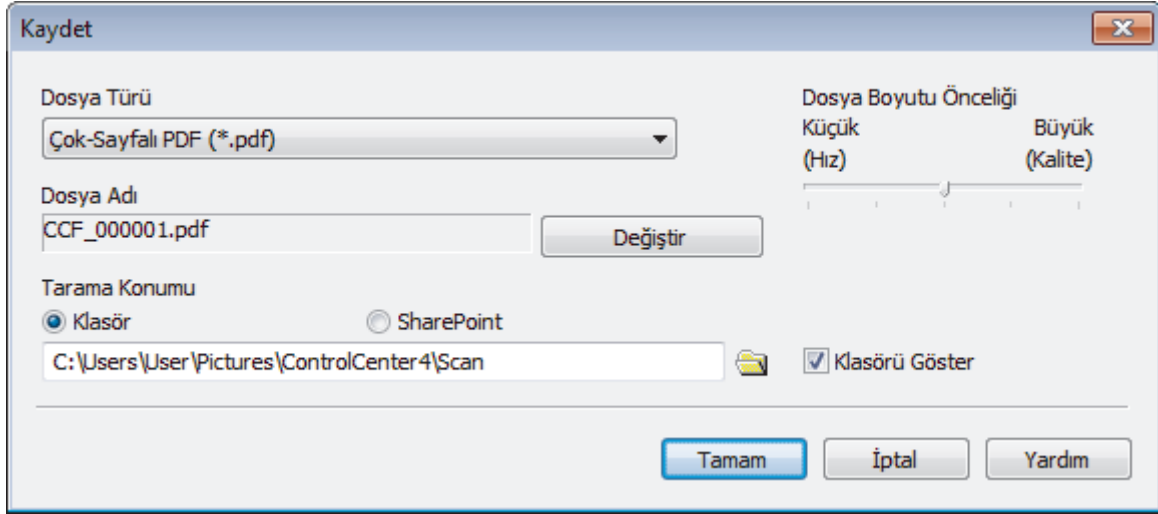 Kaydet
Dosya Türü
Çok-Sayfalı PDF (*.pdf)
Dosya Boyutu Önceliği
Küçük Büyük
(Hız) (Kalite)
Dosya Adı
CCF_000001.pdf
Değiştir
Tarama Konumu
Klasör SharePoint
C:\Users\User\Pictures\ControlCenter4\Scan
Klasörü Göster
Tamam İptal Yardım